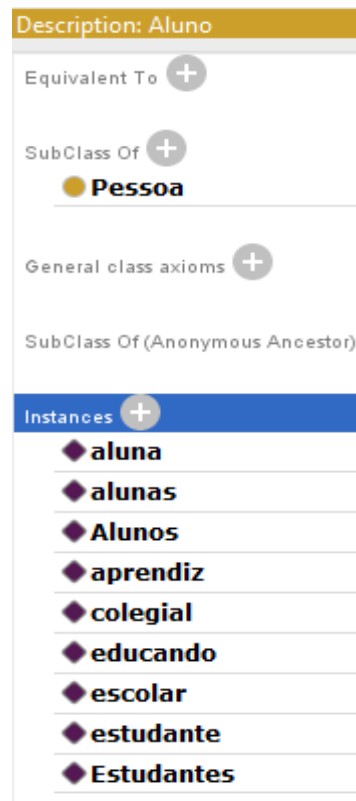 Description: Aluno
Equivalent To
SubClass Of
Pessoa
General class axioms
SubClass Of (Anonymous Ancestor)
Instances
aluna
alunas
Alunos
aprendiz
colegial
educando
escolar
estudante
Estudantes